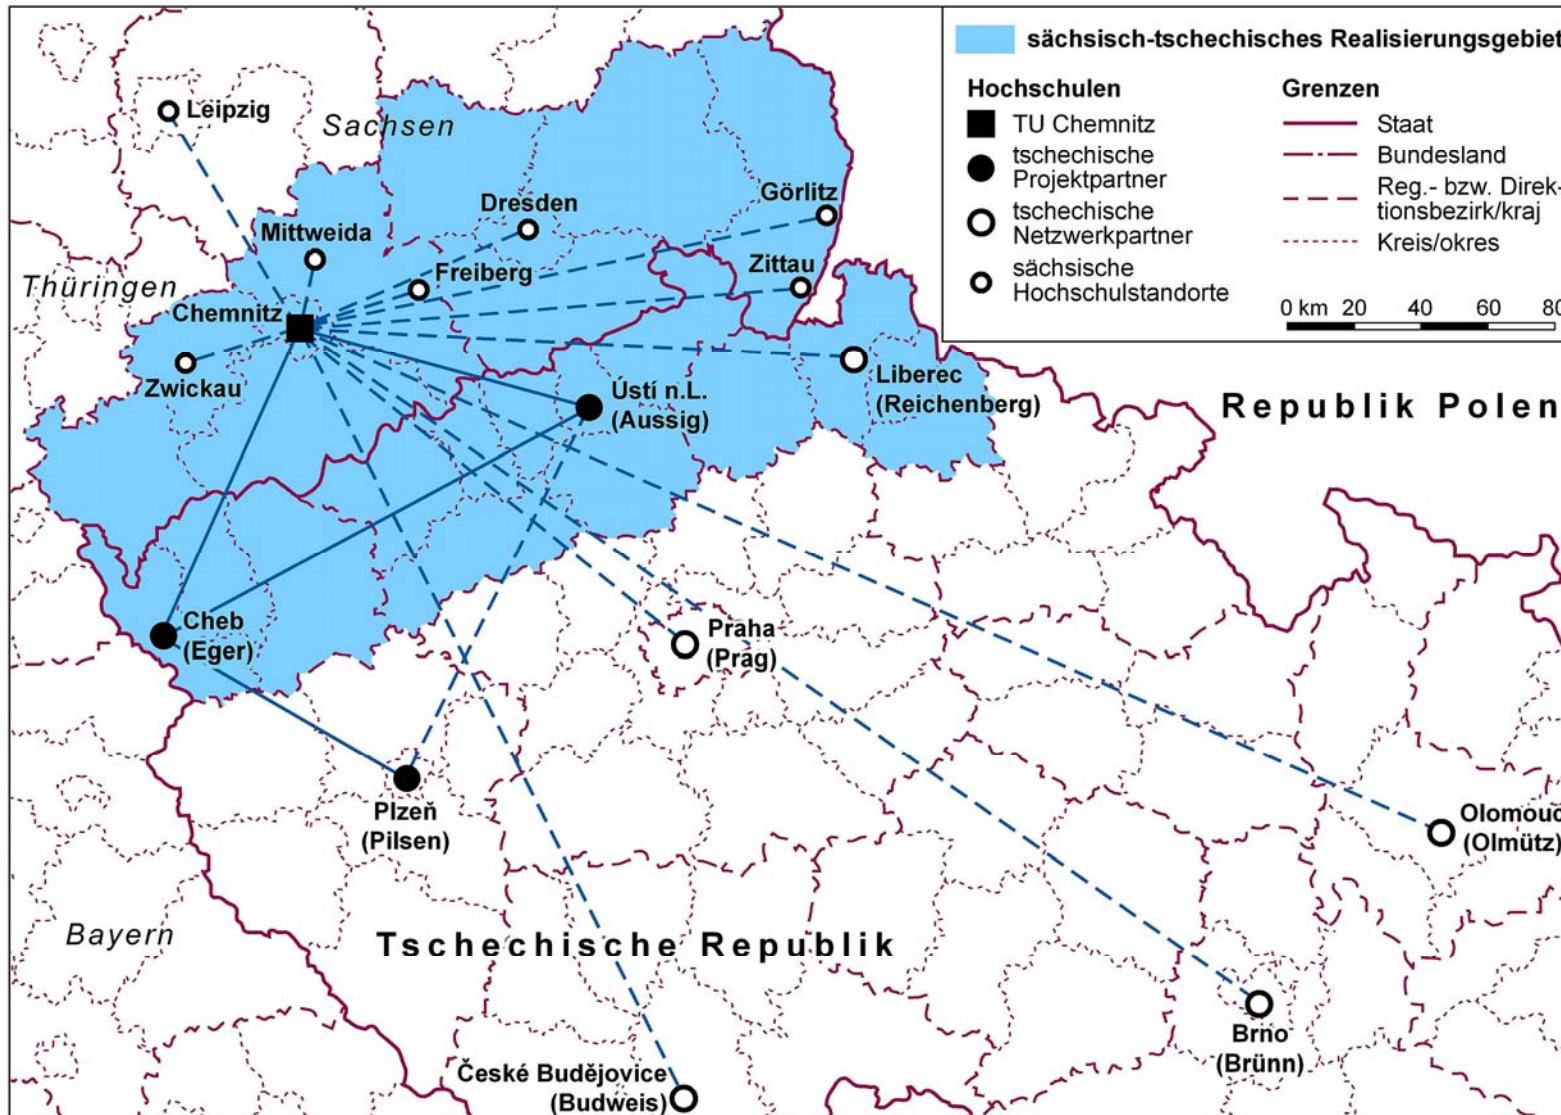 sächsisch-tschechisches Realisierungsgebiet
Hochschulen
TU Chemnitz
tschechische
Projektpartner
tschechische
Netzwerkpartner
sächsische
Hochschulstandorte
Grenzen
Staat
Bundesland
Reg.- bzw. Direk-
tionsbezirk/kraj
Kreis/okres
0 km 20 40 60 80
Leipzig
Sachsen
Dresden
Görlitz
Mittweida
Freiberg
Zittau
Thüringen
Chemnitz
Zwickau
Ústí n.L.
(Aussig)
Liberec
(Reichenberg)
Republik Polen
Cheb
(Eger)
Praha
(Prag)
Plzeň
(Pilsen)
Olomouc
(Olmütz)
Bayern
Tschechische Republik
Brno
(Brünn)
České Budějovice
(Budweis)